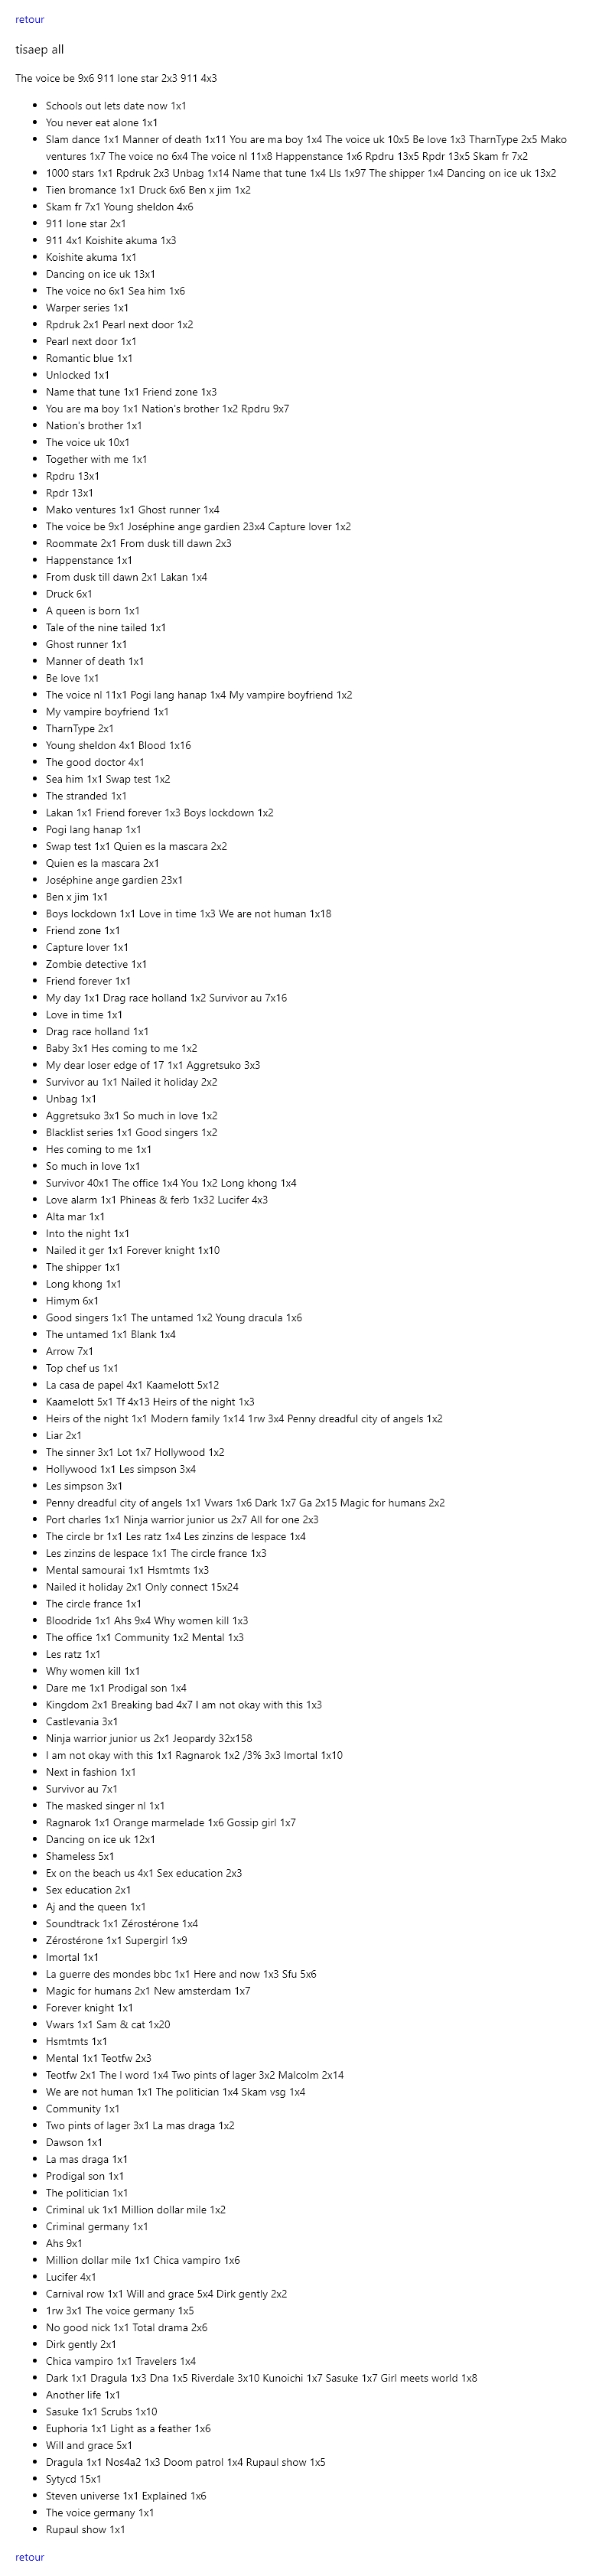 retour
tisaep all
The voice be 9x6 911 lone star 2x3 911 4x3
Schools out lets date now 1x1
You never eat alone 1x1
Slam dance 1x1 Manner of death 1x11 You are ma boy 1x4 The voice uk 10x5 Be love 1x3 TharnType 2x5 Mako
ventures 1x7 The voice no 6x4 The voice nl 11x8 Happenstance 1x6 Rpdru 13x5 Rpdr 13x5 Skam fr 7x2
1000 stars 1x1 Rpdruk 2x3 Unbag 1x14 Name that tune 1x4 Lls 1x97 The shipper 1x4 Dancing on ice uk 13x2
Tien bromance 1x1 Druck 6x6 Ben x jim 1x2
Skam fr 7x1 Young sheldon 4x6
911 lone star 2x1
911 4x1 Koishite akuma 1x3
Koishite akuma 1x1
Dancing on ice uk 13x1
The voice no 6x1 Sea him 1x6
Warper series 1x1
Rpdruk 2x1 Pearl next door 1x2
Pearl next door 1x1
Romantic blue 1x1
Unlocked 1x1
Name that tune 1x1 Friend zone 1x3
You are ma boy 1x1 Nation's brother 1x2 Rpdru 9x7
Nation's brother 1x1
The voice uk 10x1
Together with me 1x1
Rpdru 13x1
Rpdr 13x1
Mako ventures 1x1 Ghost runner 1x4
The voice be 9x1 Joséphine ange gardien 23x4 Capture lover 1x2
Roommate 2x1 From dusk till dawn 2x3
Happenstance 1x1
From dusk till dawn 2x1 Lakan 1x4
Druck 6x1
A queen is born 1x1
Tale of the nine tailed 1x1
Ghost runner 1x1
Manner of death 1x1
Be love 1x1
The voice nl 11x1 Pogi lang hanap 1x4 My vampire boyfriend 1x2
My vampire boyfriend 1x1
TharnType 2x1
Young sheldon 4x1 Blood 1x16
The good doctor 4x1
Sea him 1x1 Swap test 1x2
The stranded 1x1
Lakan 1x1 Friend forever 1x3 Boys lockdown 1x2
Pogi lang hanap 1x1
Swap test 1x1 Quien es la mascara 2x2
Quien es la mascara 2x1
Joséphine ange gardien 23x1
Ben x jim 1x1
Boys lockdown 1x1 Love in time 1x3 We are not human 1x18
Friend zone 1x1
Capture lover 1x1
Zombie detective 1x1
Friend forever 1x1
My day 1x1 Drag race holland 1x2 Survivor au 7x16
Love in time 1x1
Drag race holland 1x1
Baby 3x1 Hes coming to me 1x2
My dear loser edge of 17 1x1 Aggretsuko 3x3
Survivor au 1x1 Nailed it holiday 2x2
Unbag 1x1
Aggretsuko 3x1 So much in love 1x2
Blacklist series 1x1 Good singers 1x2
Hes coming to me 1x1
So much in love 1x1
Survivor 40x1 The office 1x4 You 1x2 Long khong 1x4
Love alarm 1x1 Phineas & ferb 1x32 Lucifer 4x3
Alta mar 1x1
Into the night 1x1
Nailed it ger 1x1 Forever knight 1x10
The shipper 1x1
Long khong 1x1
Himym 6x1
Good singers 1x1 The untamed 1x2 Young dracula 1x6
The untamed 1x1 Blank 1x4
Arrow 7x1
Top chef us 1x1
La casa de papel 4x1 Kaamelott 5x12
Kaamelott 5x1 Tf 4x13 Heirs of the night 1x3
Heirs of the night 1x1 Modern family 1x14 1rw 3x4 Penny dreadful city of angels 1x2
Liar 2x1
The sinner 3x1 Lot 1x7 Hollywood 1x2
Hollywood 1x1 Les simpson 3x4
Les simpson 3x1
Penny dreadful city of angels 1x1 Vwars 1x6 Dark 1x7 Ga 2x15 Magic for humans 2x2
Port charles 1x1 Ninja warrior junior us 2x7 All for one 2x3
The circle br 1x1 Les ratz 1x4 Les zinzins de lespace 1x4
Les zinzins de lespace 1x1 The circle france 1x3
Mental samourai 1x1 Hsmtmts 1x3
Nailed it holiday 2x1 Only connect 15x24
The circle france 1x1
Bloodride 1x1 Ahs 9x4 Why women kill 1x3
The office 1x1 Community 1x2 Mental 1x3
Les ratz 1x1
Why women kill 1x1
Dare me 1x1 Prodigal son 1x4
Kingdom 2x1 Breaking bad 4x7 I am not okay with this 1x3
Castlevania 3x1
Ninja warrior junior us 2x1 Jeopardy 32x158
I am not okay with this 1x1 Ragnarok 1x2 /3% 3x3 Imortal 1x10
Next in fashion 1x1
Survivor au 7x1
The masked singer nl 1x1
Ragnarok 1x1 Orange marmelade 1x6 Gossip girl 1x7
Dancing on ice uk 12x1
Shameless 5x1
Ex on the beach us 4x1 Sex education 2x3
Sex education 2x1
Aj and the queen 1x1
Soundtrack 1x1 Zérostérone 1x4
Zérostérone 1x1 Supergirl 1x9
Imortal 1x1
La guerre des mondes bbc 1x1 Here and now 1x3 Sfu 5x6
Magic for humans 2x1 New amsterdam 1x7
Forever knight 1x1
Vwars 1x1 Sam & cat 1x20
Hsmtmts 1x1
Mental 1x1 Teotfw 2x3
Teotfw 2x1 The l word 1x4 Two pints of lager 3x2 Malcolm 2x14
We are not human 1x1 The politician 1x4 Skam vsg 1x4
Community 1x1
Two pints of lager 3x1 La mas draga 1x2
Dawson 1x1
La mas draga 1x1
Prodigal son 1x1
The politician 1x1
Criminal uk 1x1 Million dollar mile 1x2
Criminal germany 1x1
Ahs 9x1
Million dollar mile 1x1 Chica vampiro 1x6
Lucifer 4x1
Carnival row 1x1 Will and grace 5x4 Dirk gently 2x2
1rw 3x1 The voice germany 1x5
No good nick 1x1 Total drama 2x6
Dirk gently 2x1
Chica vampiro 1x1 Travelers 1x4
Dark 1x1 Dragula 1x3 Dna 1x5 Riverdale 3x10 Kunoichi 1x7 Sasuke 1x7 Girl meets world 1x8
Another life 1x1
Sasuke 1x1 Scrubs 1x10
Euphoria 1x1 Light as a feather 1x6
Will and grace 5x1
Dragula 1x1 Nos4a2 1x3 Doom patrol 1x4 Rupaul show 1x5
Sytycd 15x1
Steven universe 1x1 Explained 1x6
The voice germany 1x1
Rupaul show 1x1
retour